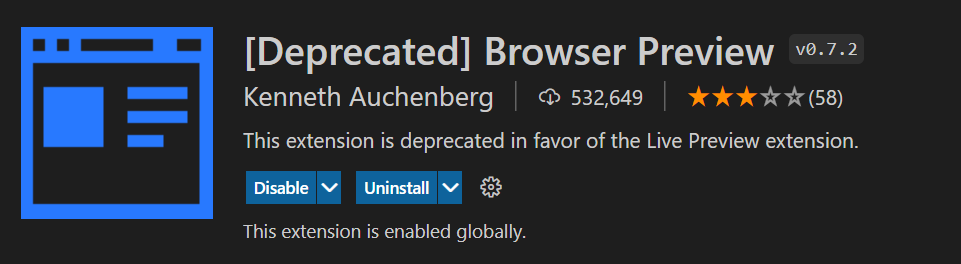 [Deprecated] Browser Preview v0.7.2
Kenneth Auchenberg 532,649 (58)
This extension is deprecated in favor of the Live Preview extension.
Disable Uninstall
This extension is enabled globally.